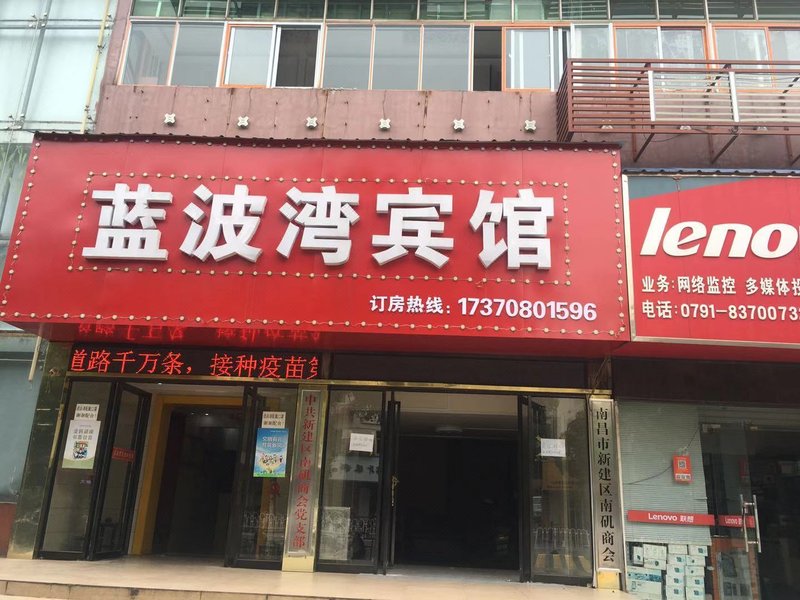 蓝波湾宾馆
订房热线：17370801596
lenovo
业务:网络监控 多媒体
电话:0791-8370073
道路千万条，接种疫苗第
中共新建区南矶商会党支部
南昌市新建区南矶商会
Lenovo 联想